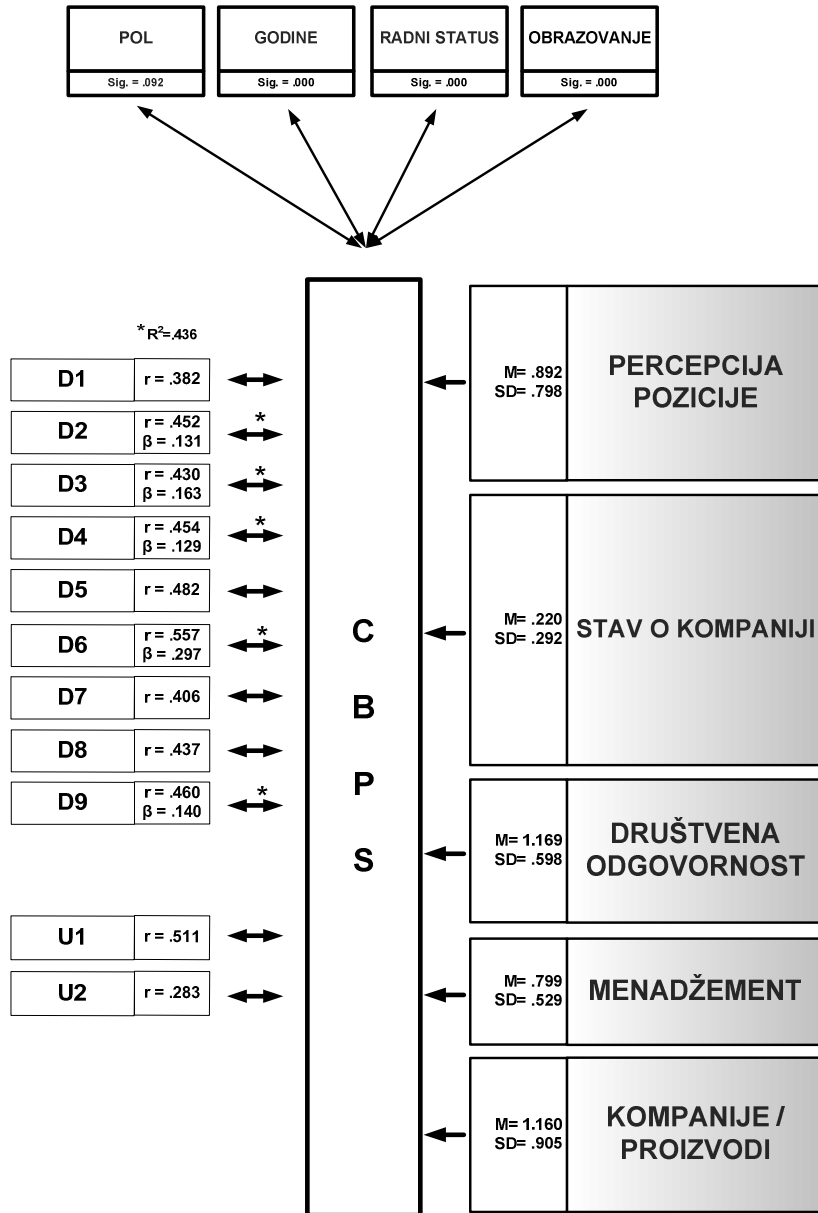 POL
Sig. = .092
GODINE
Sig. = .000
RADNI STATUS
Sig. = .000
OBRAZOVANJE
Sig. = .000
* R²=.436
D1
r = .382
D2
r = .452
β = .131
*
D3
r = .430
β = .163
*
D4
r = .454
β = .129
*
D5
r = .482
D6
r = .557
β = .297
*
D7
r = .406
D8
r = .437
D9
r = .460
β = .140
*
U1
r = .511
U2
r = .283
C
B
P
S
M= .892
SD= .798
PERCEPCIJA
POZICIJE
M= .220
SD= .292
STAV O KOMPANIJI
M= 1.169
SD= .598
DRUŠTVENA
ODGOVORNOST
M= .799
SD= .529
MENADŽEMENT
M= 1.160
SD= .905
KOMPANIJE /
PROIZVODI